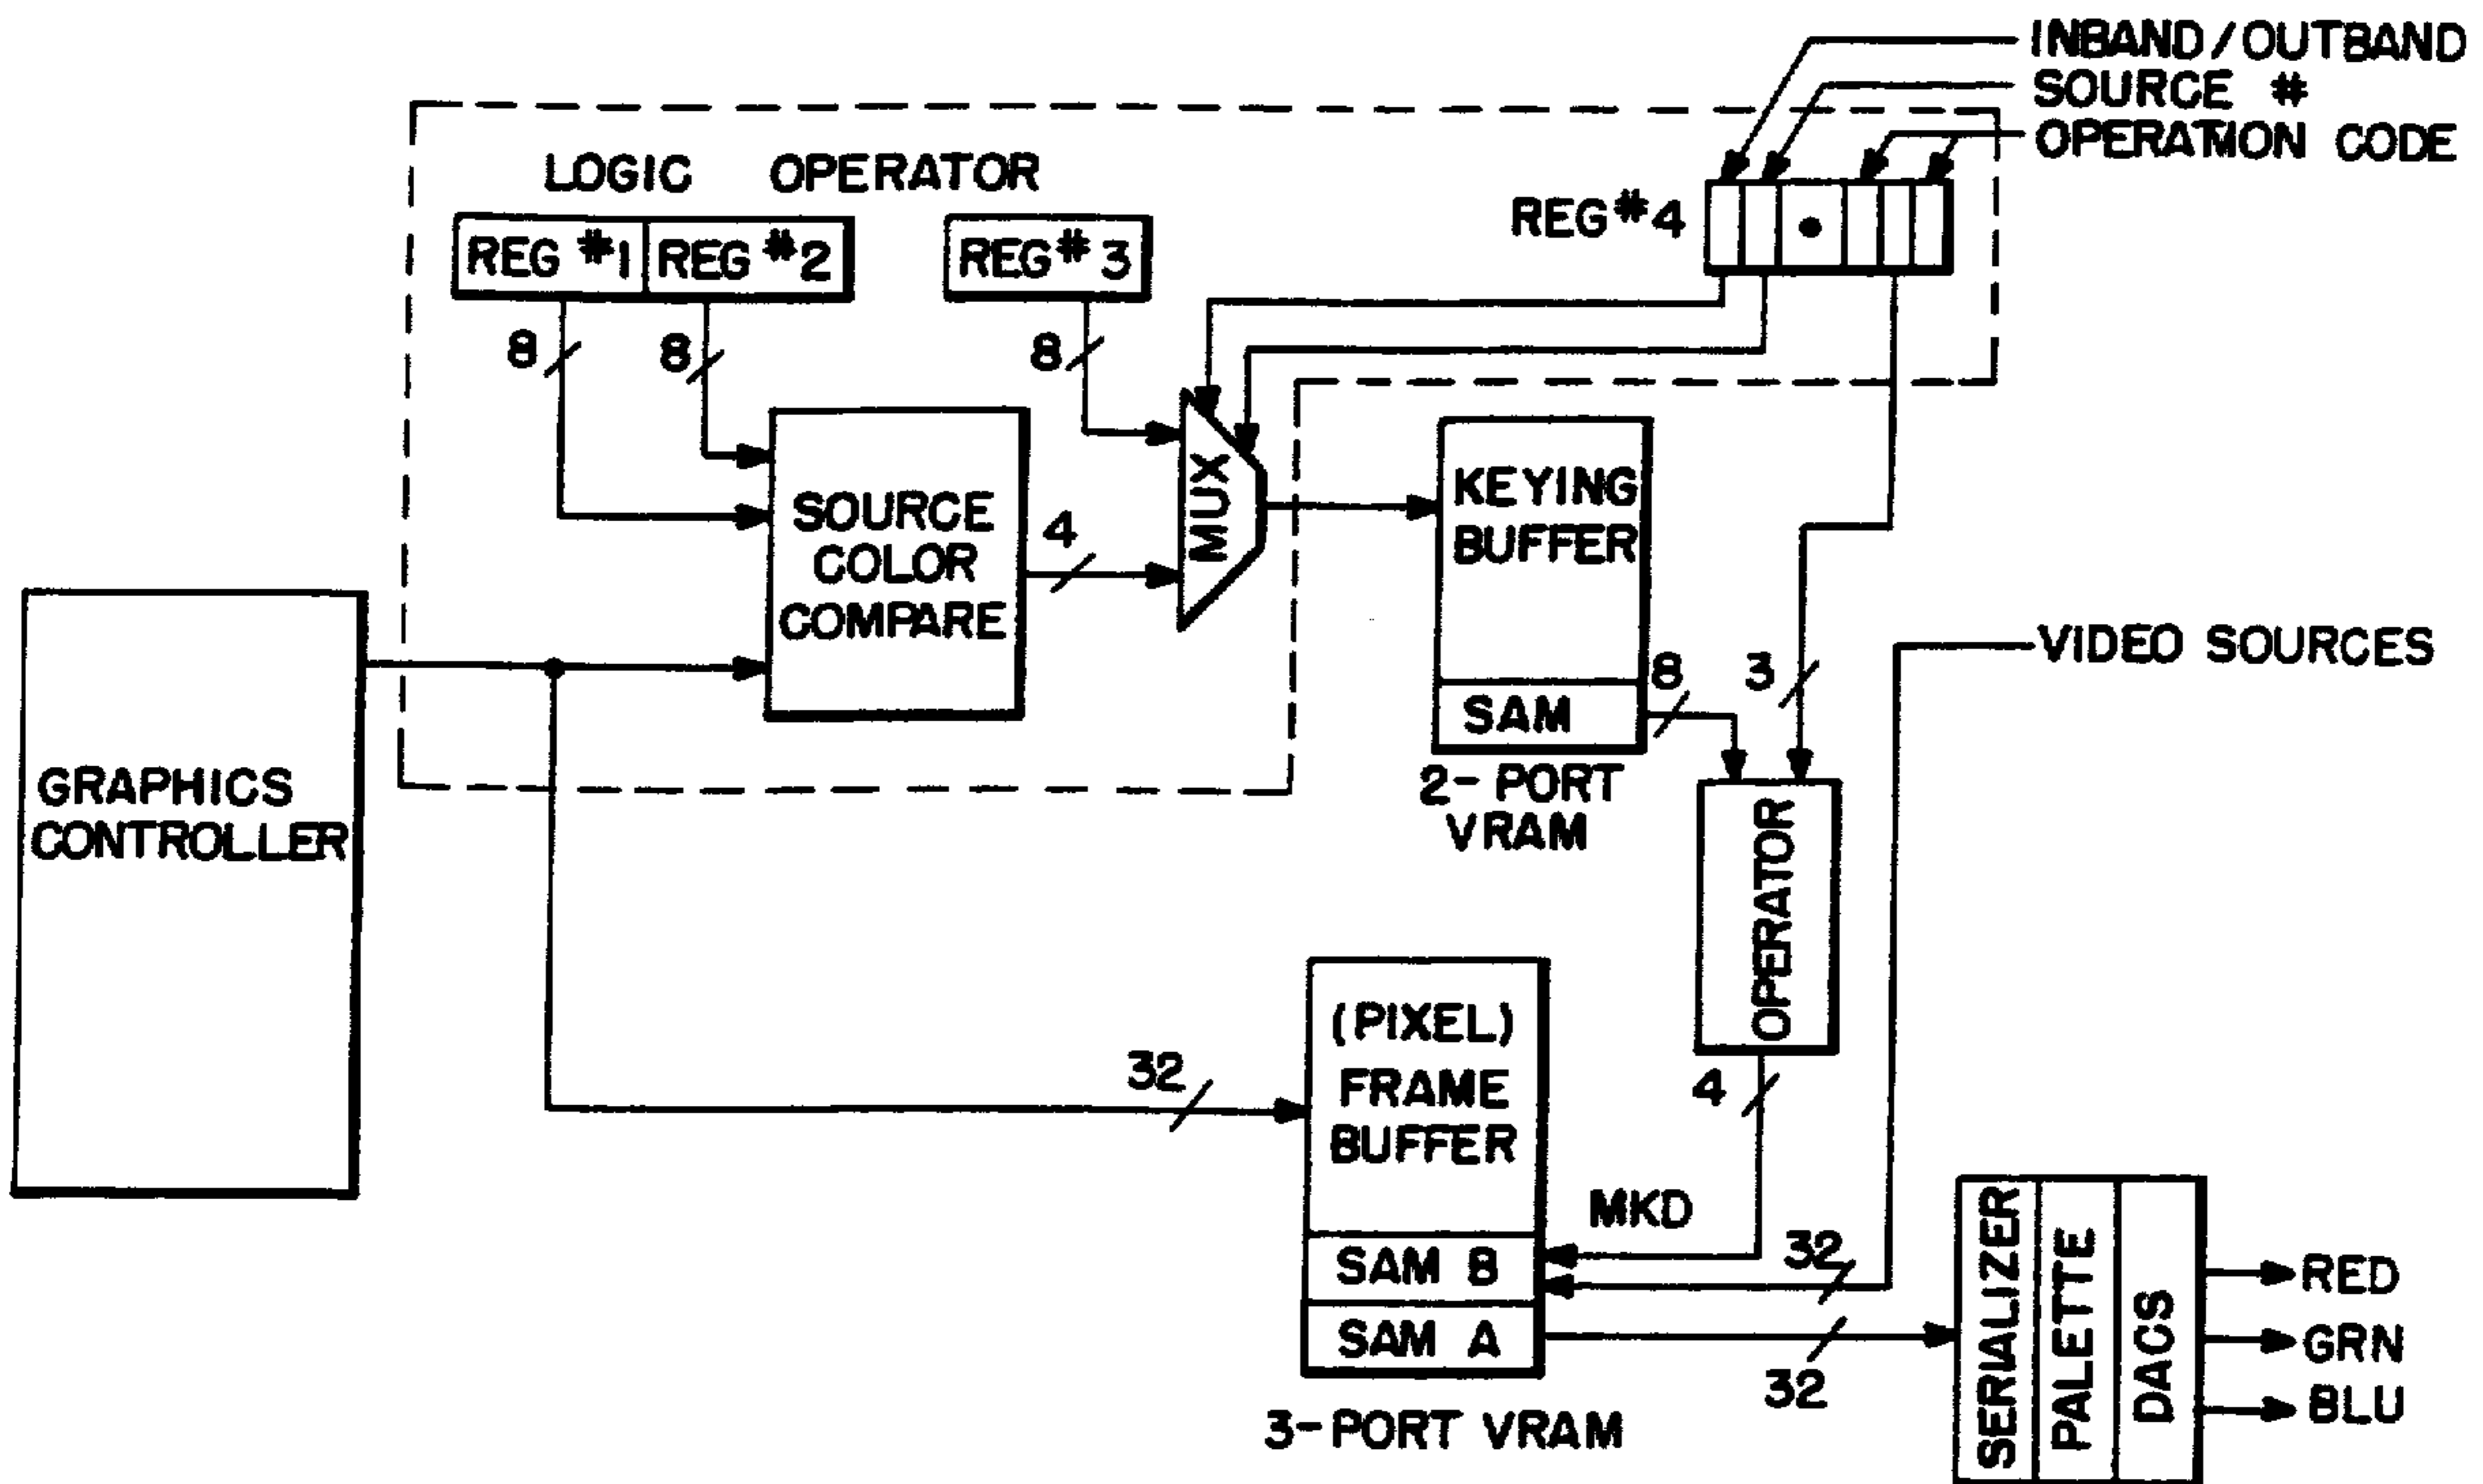 INBAND/OUTBAND
SOURCE #
OPERATION CODE
LOGIC OPERATOR
REG #1
REG #2
REG #3
REG #4
8
8
8
SOURCE
COLOR
COMPARE
4
MUX
KEYING
BUFFER
SAM
8
3
VIDEO SOURCES
2-PORT
VRAM
GRAPHICS
CONTROLLER
OPERATOR
4
(PIXEL)
FRAME
BUFFER
32
MKD
SAM B
32
SAM A
32
3-PORT VRAM
SERIALIZER
PALETTE
DACS
RED
GRN
BLU